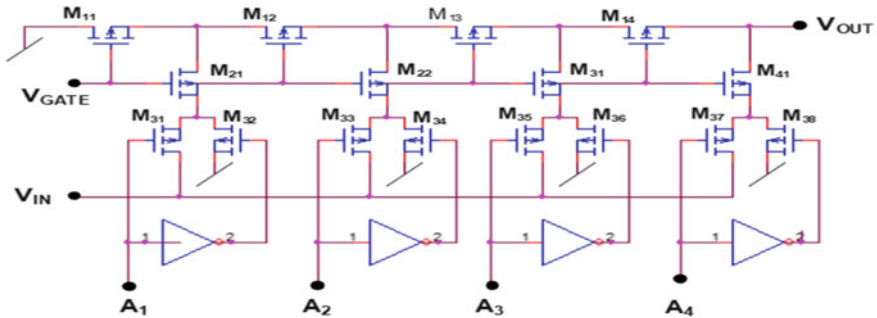 M11 M12 M13 M14 VOUT
M21 M22 M31 M41
VGATE
M31 M32 M33 M34 M35 M36 M37 M38
VIN
1 2 1 2 1 2 1 2
A1 A2 A3 A4